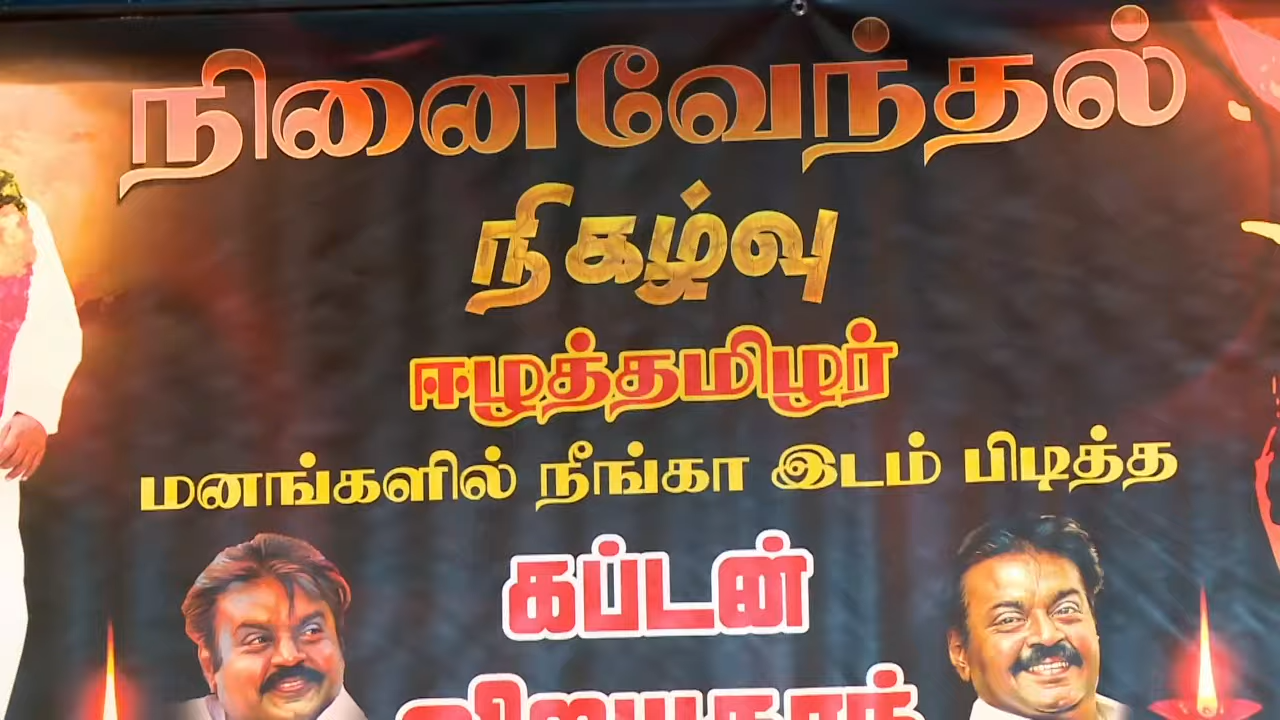 நினைவேந்தல்
நிகழ்வு
ஈழத்தமிழர்
மனங்களில் நீங்கா இடம் பிடித்த
கப்டன்